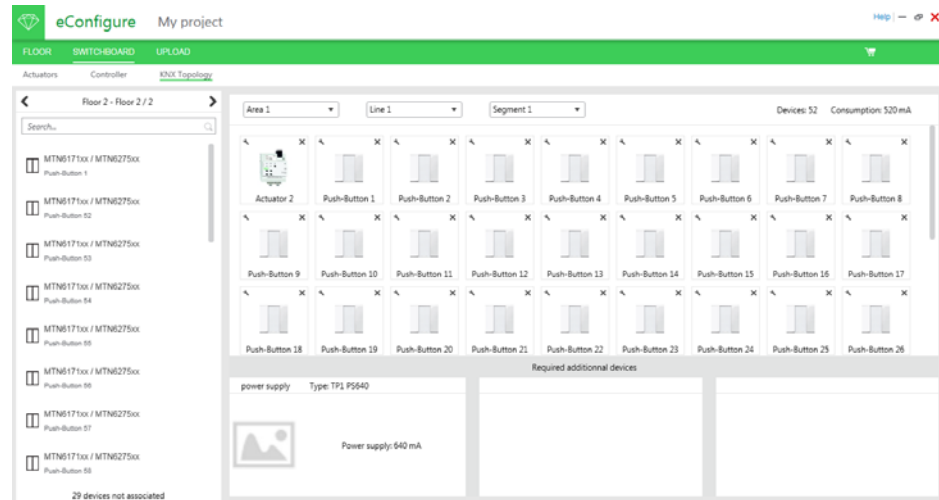 eConfigure My project Help
FLOOR SWITCHBOARD UPLOAD
Actuators Controller KNX Topology
Floor 2 - Floor 2 / 2
Search...
MTN6171xx / MTN6275xx
Push-Button 1
MTN6171xx / MTN6275xx
Push-Button 52
MTN6171xx / MTN6275xx
Push-Button 53
MTN6171xx / MTN6275xx
Push-Button 54
MTN6171xx / MTN6275xx
Push-Button 55
MTN6171xx / MTN6275xx
Push-Button 56
MTN6171xx / MTN6275xx
Push-Button 57
MTN6171xx / MTN6275xx
Push-Button 58
29 devices not associated
Area 1 Line 1 Segment 1 Devices: 52 Consumption: 520 mA
Actuator 2 Push-Button 1 Push-Button 2 Push-Button 3 Push-Button 4 Push-Button 5 Push-Button 6 Push-Button 7 Push-Button 8
Push-Button 9 Push-Button 10 Push-Button 11 Push-Button 12 Push-Button 13 Push-Button 14 Push-Button 15 Push-Button 16 Push-Button 17
Push-Button 18 Push-Button 19 Push-Button 20 Push-Button 21 Push-Button 22 Push-Button 23 Push-Button 24 Push-Button 25 Push-Button 26
Required additionnal devices
power supply Type: TP1 PS640
Power supply: 640 mA